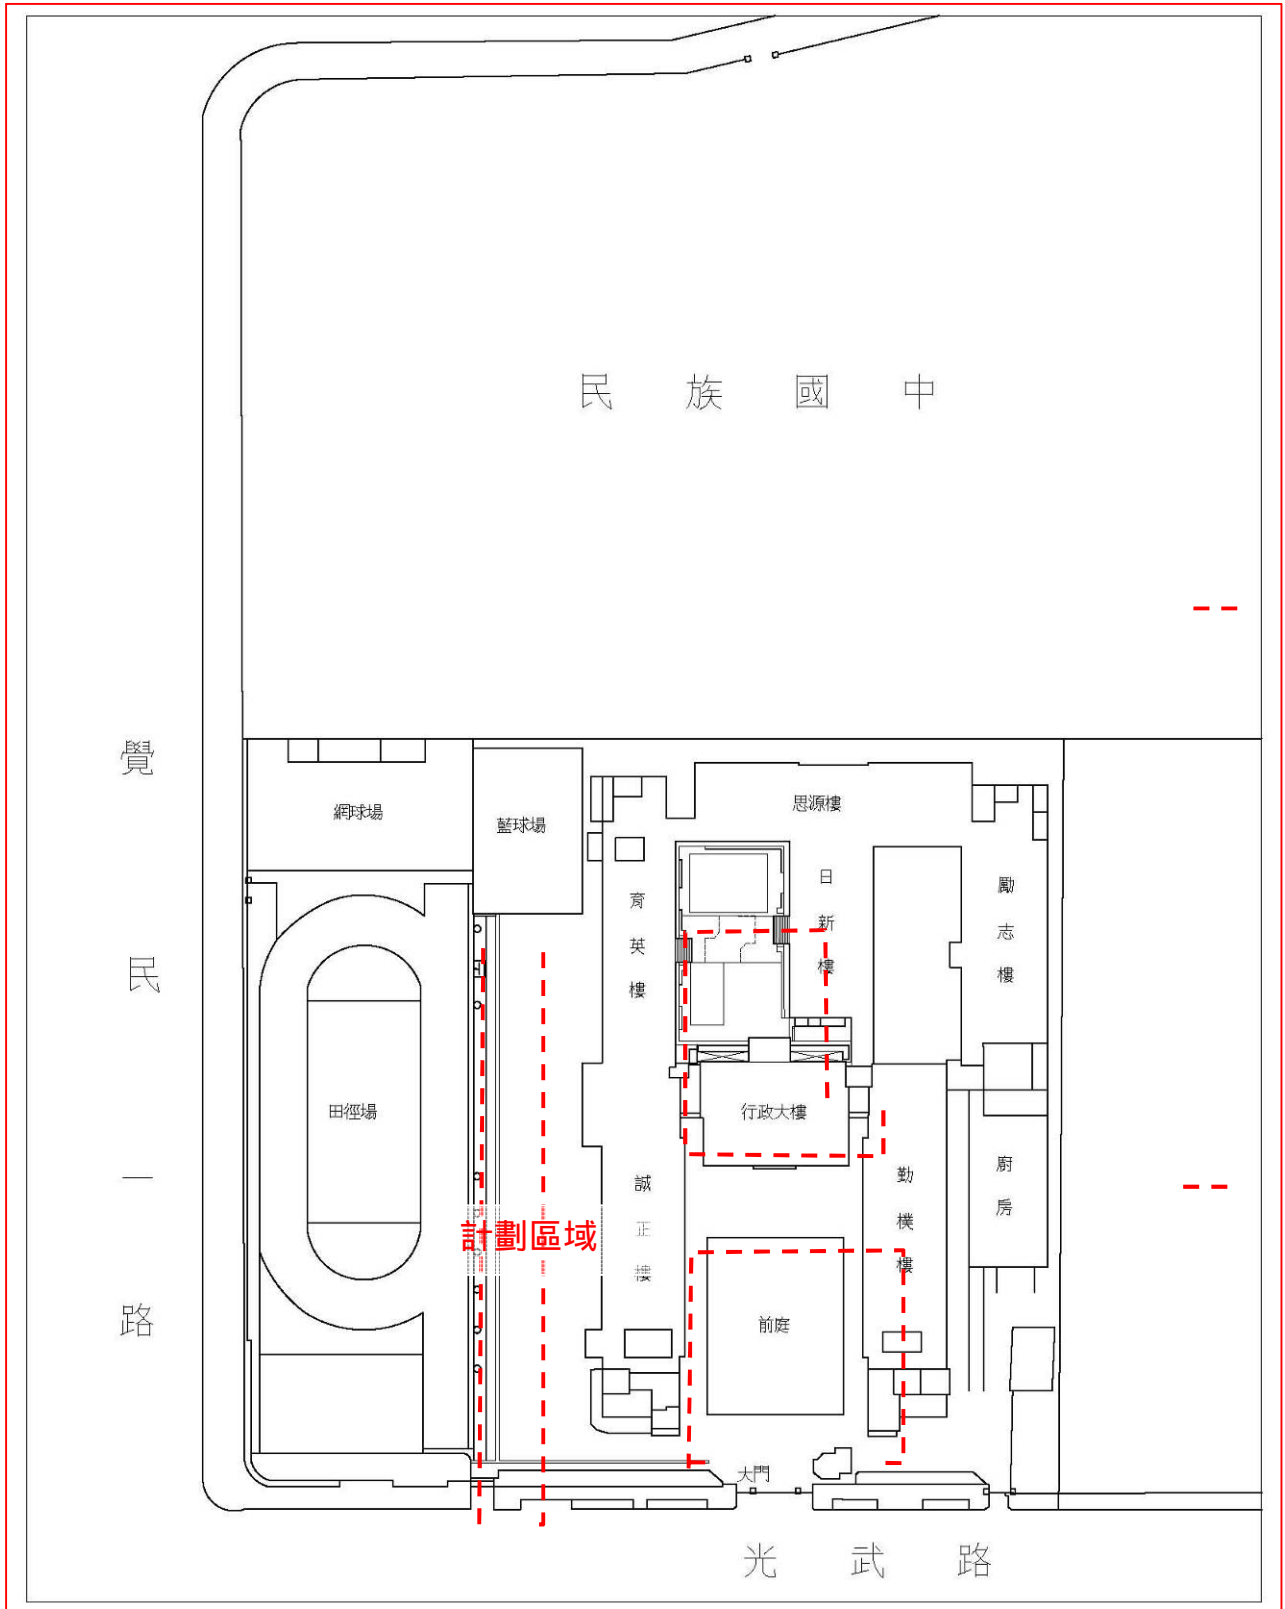 民族國中
覺民一路
網球場
藍球場
思源樓
日新樓
育英樓
勵志樓
田徑場
行政大樓
誠正樓
勤樸樓
廚房
計劃區域
前庭
大門
光武路